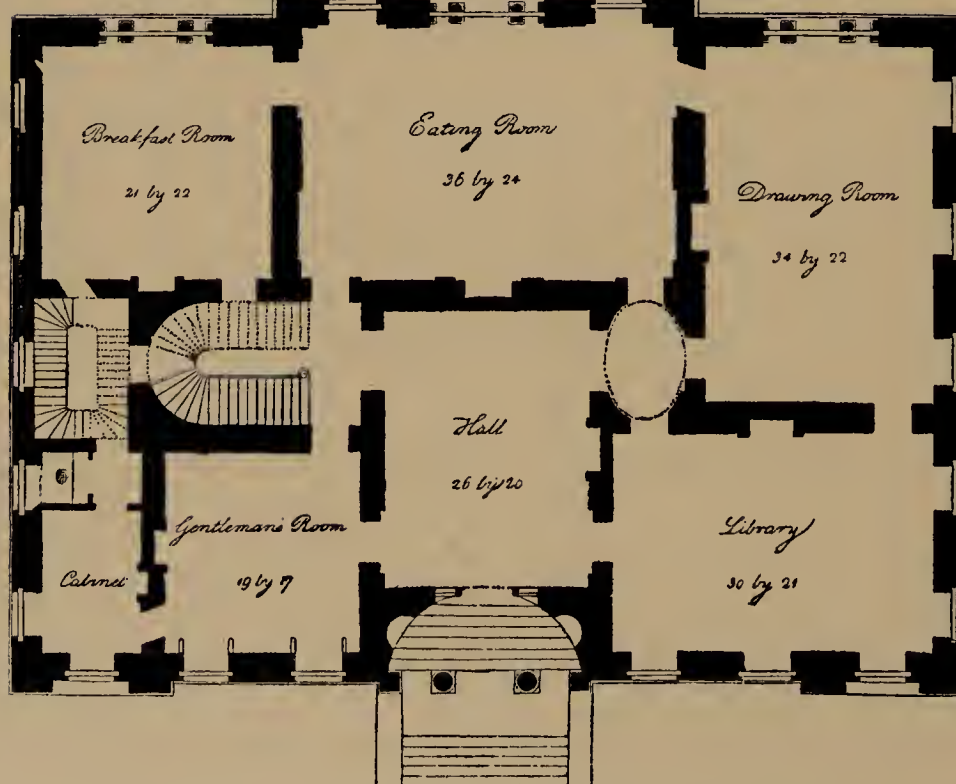 Breakfast Room
21 by 22
Eating Room
36 by 24
Drawing Room
34 by 22
Hall
26 by 20
Gentleman's Room
19 by 17
Cabinet
Library
30 by 21